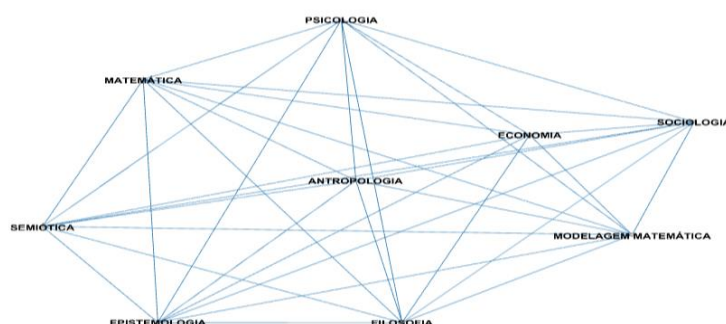 PSICOLOGIA
MATEMÁTICA
SOCIOLOGIA
ECONOMIA
ANTROPOLOGIA
SEMIÓTICA
MODELAGEM MATEMÁTICA
EPISTEMOLOGIA
FILOSOFIA